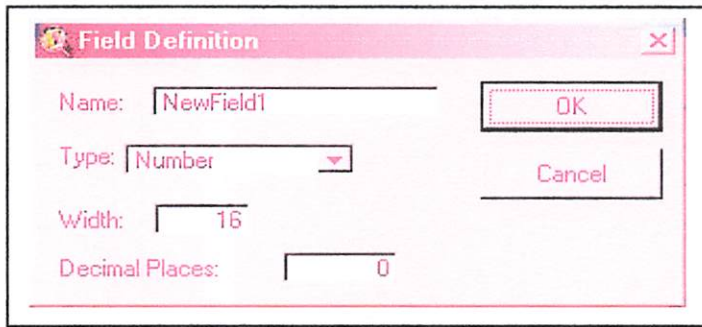 Field Definition
Name: NewField1
OK
Type: Number
Cancel
Width: 16
Decimal Places: 0